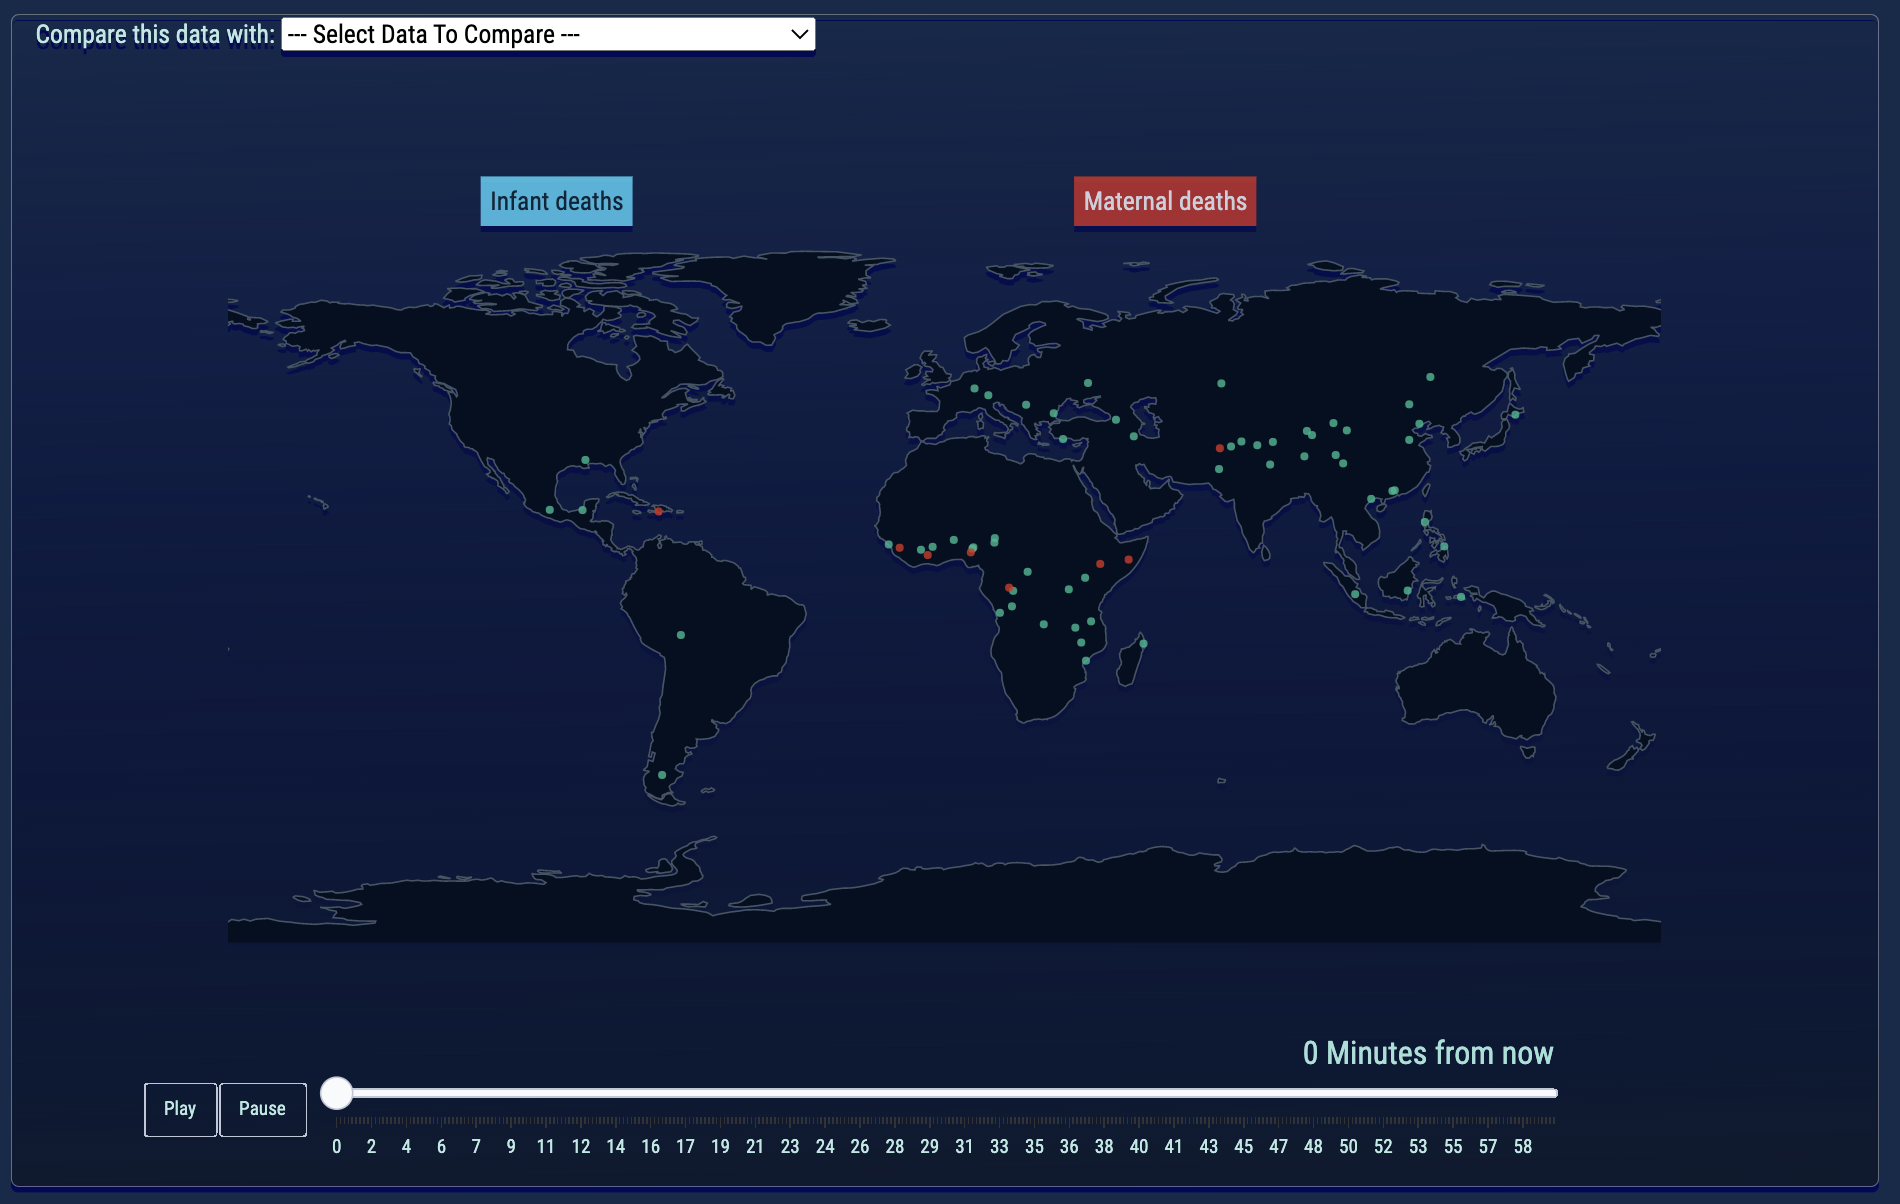 Compare this data with: --- Select Data To Compare ---
Infant deaths
Maternal deaths
0 Minutes from now
Play
Pause
0 2 4 6 7 9 11 12 14 16 17 19 21 23 24 26 28 29 31 33 35 36 38 40 41 43 45 47 48 50 52 53 55 57 58